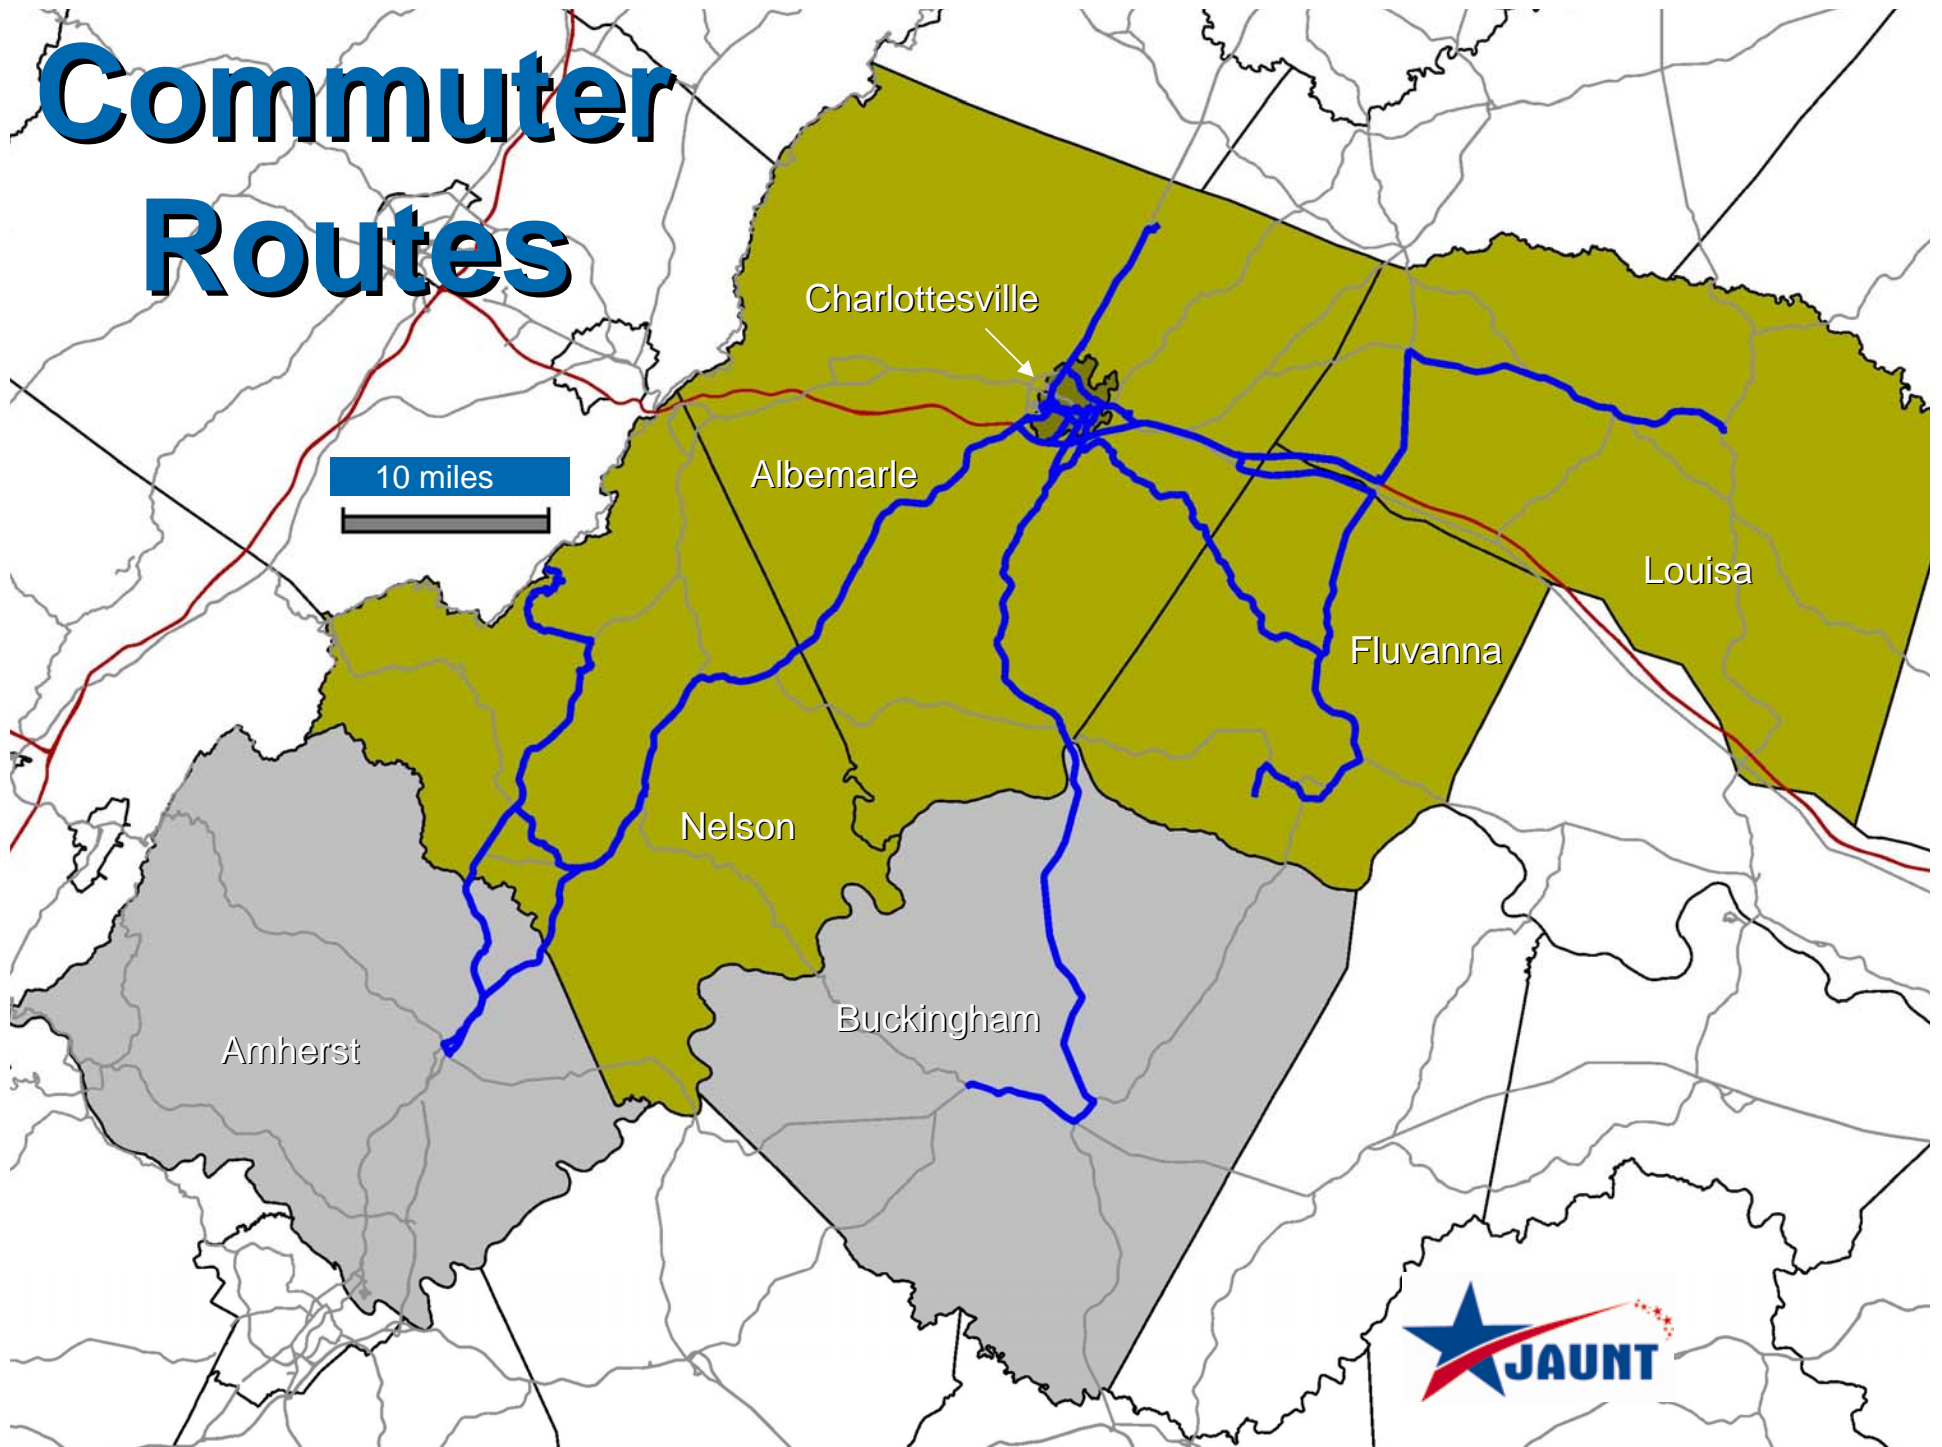 Commuter
Routes
Charlottesville
10 miles
Albemarle
Louisa
Fluvanna
Nelson
Buckingham
Amherst
JAUNT